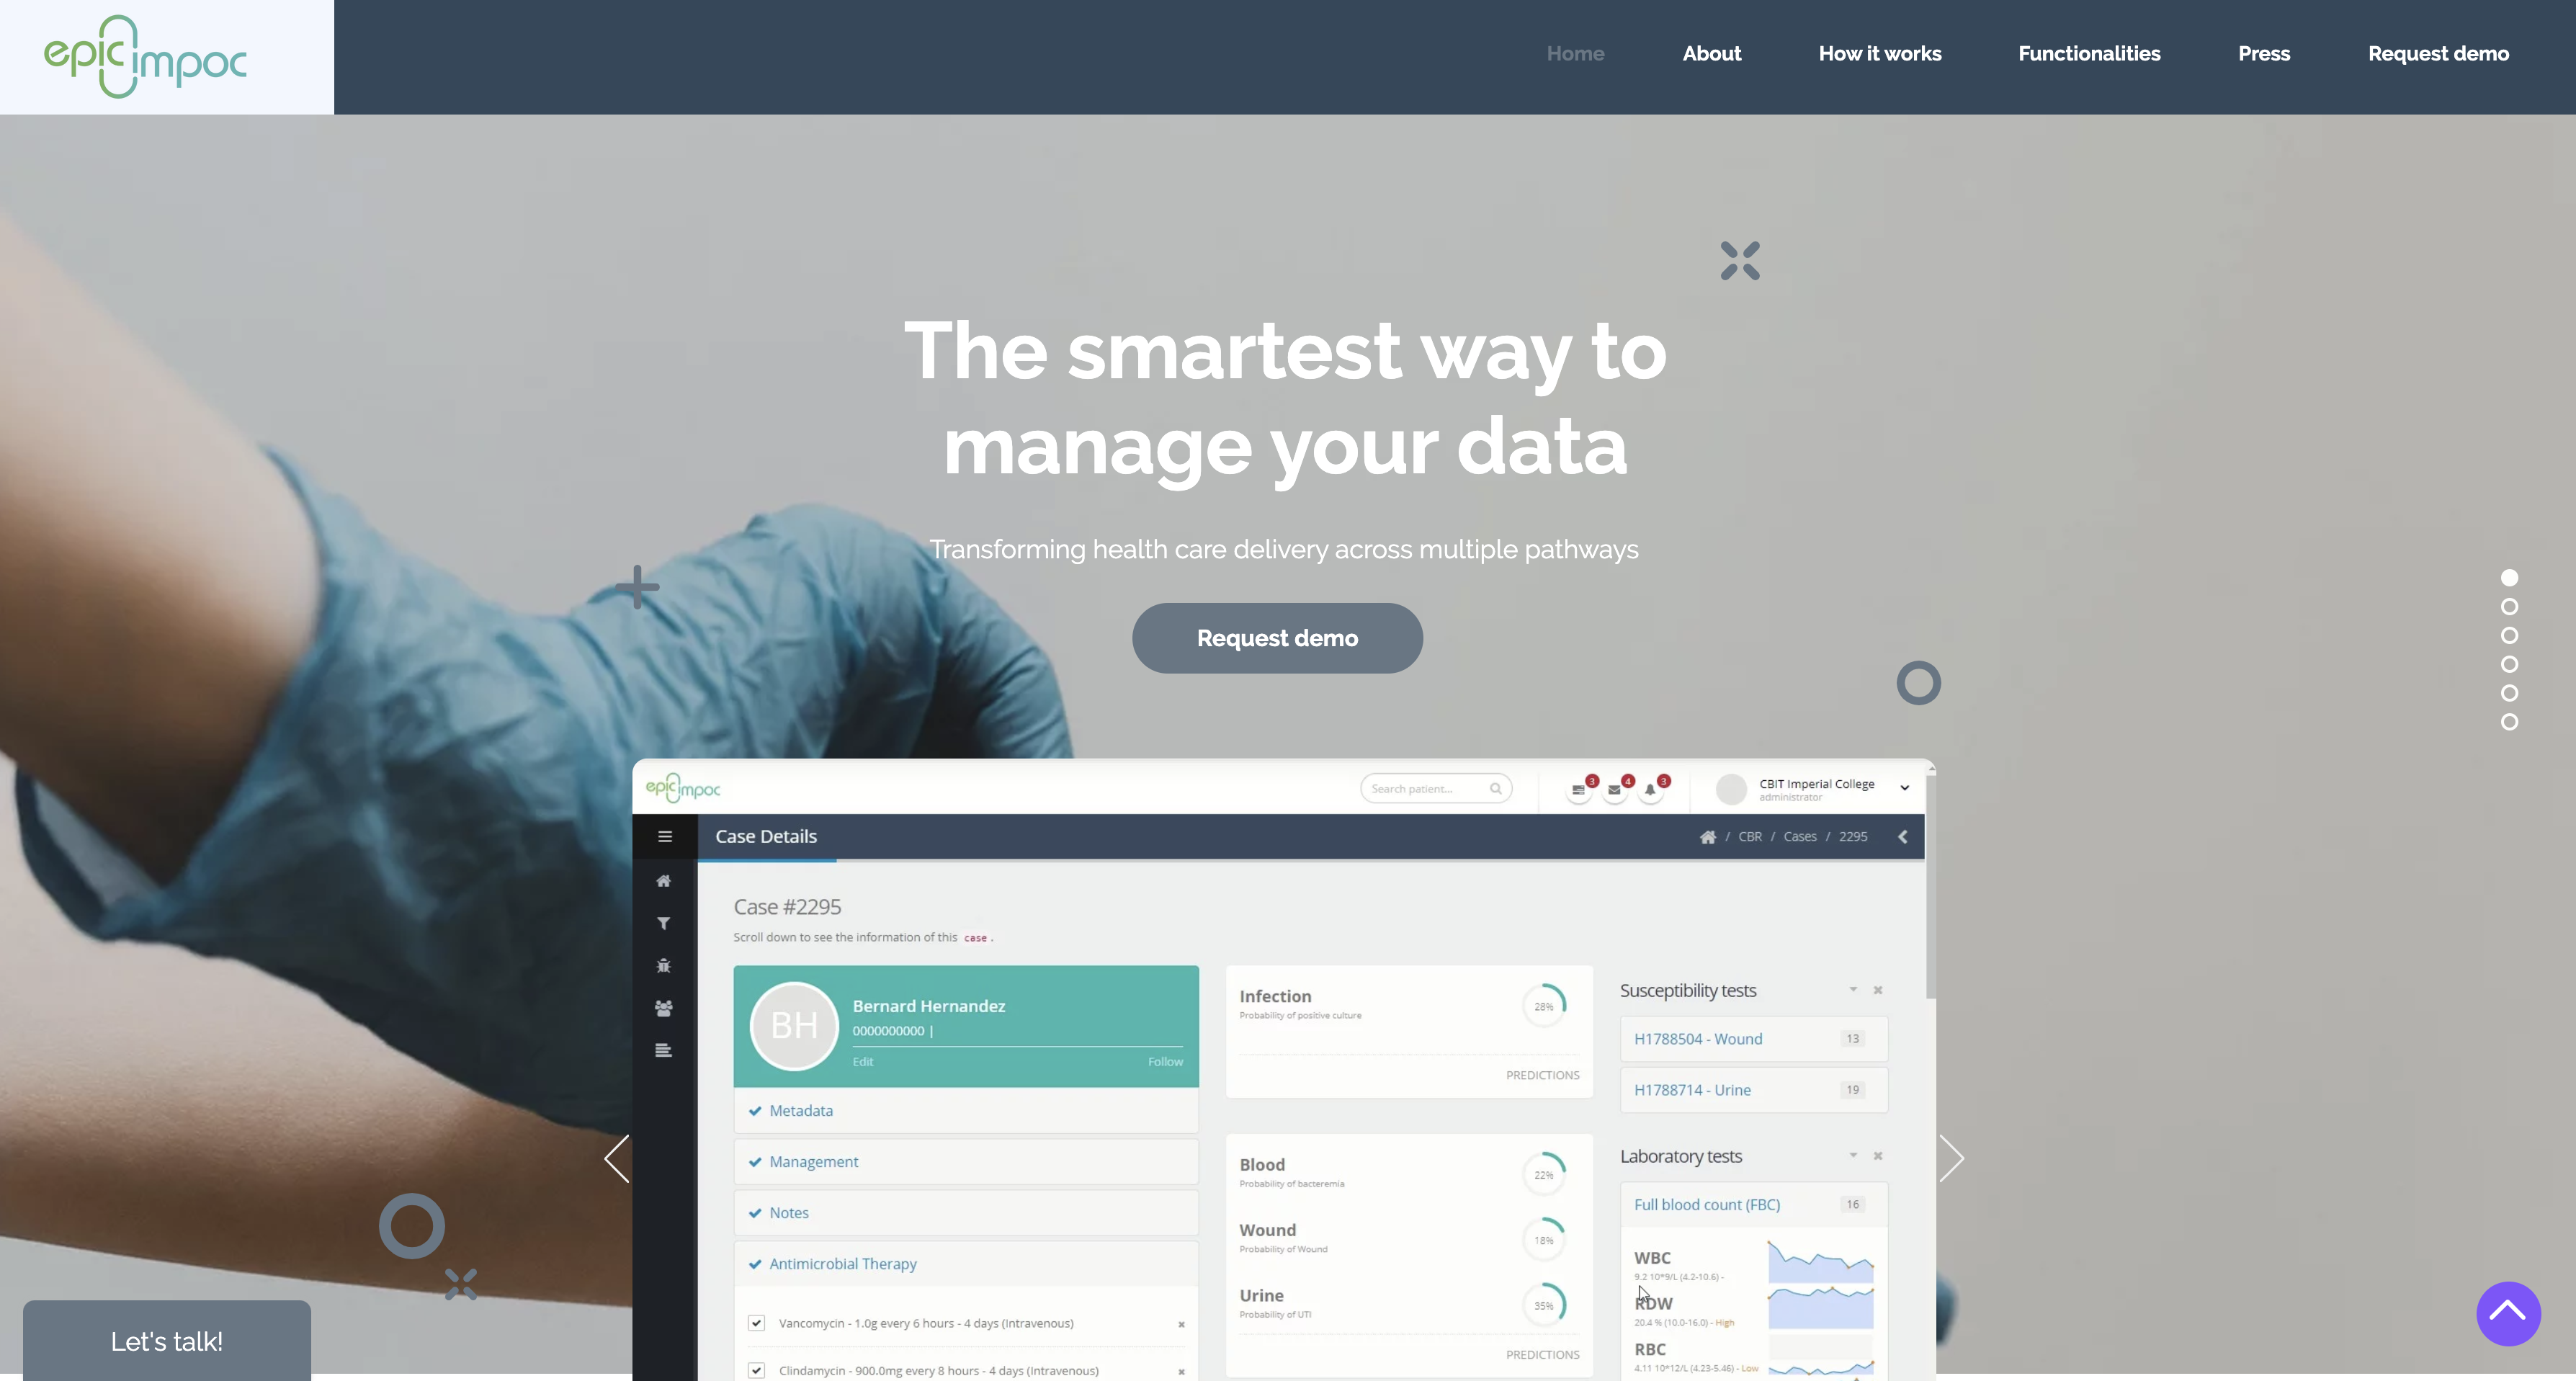 epicimpoc
Home
About
How it works
Functionalities
Press
Request demo
The smartest way to
manage your data
Transforming health care delivery across multiple pathways
Request demo
epicimpoc
Search patient...
3
4
3
CBIT Imperial College
administrator
Case Details
/ CBR / Cases / 2295
Case #2295
Scroll down to see the information of this case .
BH
Bernard Hernandez
0000000000 |
Edit
Follow
Metadata
Management
Notes
Antimicrobial Therapy
Vancomycin - 1.0g every 6 hours - 4 days (Intravenous)
Clindamycin - 900.0mg every 8 hours - 4 days (Intravenous)
Infection
Probability of positive culture
28%
PREDICTIONS
Blood
Probability of bacteremia
22%
Wound
Probability of Wound
18%
Urine
Probability of UTI
35%
PREDICTIONS
Susceptibility tests
H1788504 - Wound
13
H1788714 - Urine
19
Laboratory tests
Full blood count (FBC)
16
WBC
9.2 10*9/L (4.2-10.6) -
RDW
20.4 % (10.0-16.0) - High
RBC
4.11 10*12/L (4.23-5.46) - Low
Let's talk!